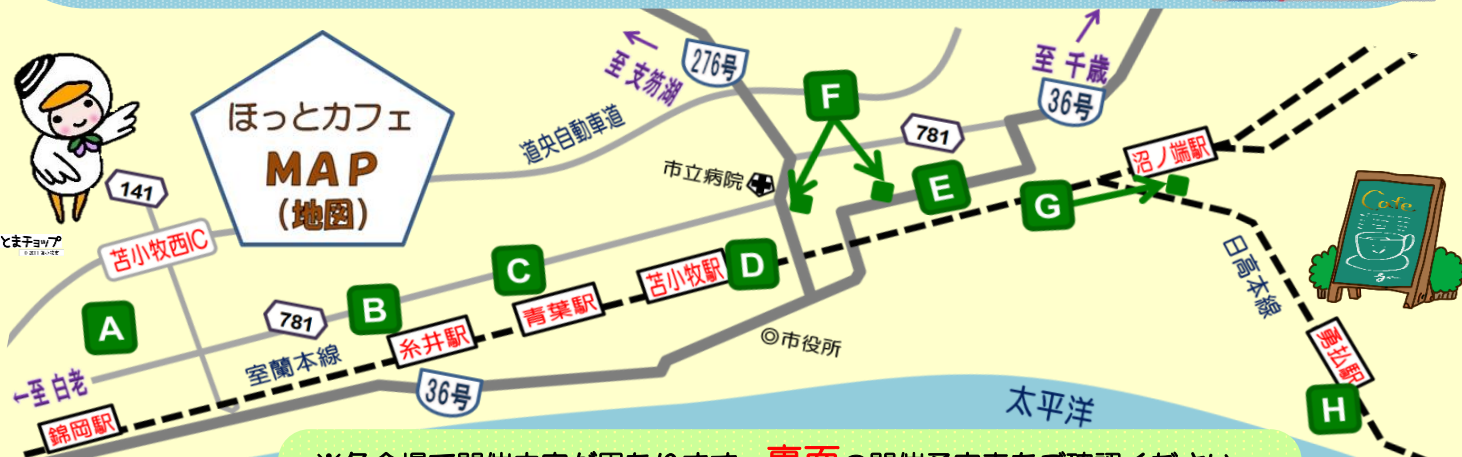 ほっとカフェ
MAP
(地図)
とまチョップ
141
苫小牧西IC
A
←至白老
錦岡駅
781
室蘭本線
B
糸井駅
36号
C
青葉駅
道央自動車道
至 支笏湖
276号
市立病院
苫小牧駅
D
◎市役所
F
781
E
至 千歳
36号
G
沼ノ端駅
日高本線
勇払駅
H
太平洋
Cafe
裏面